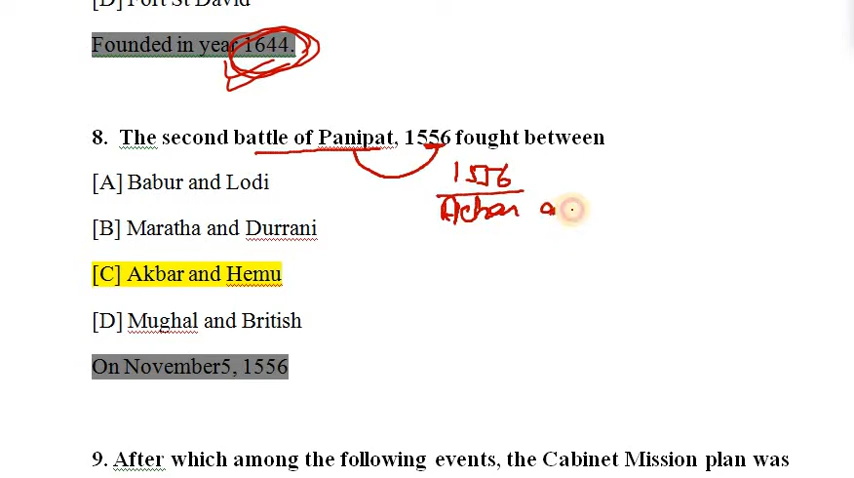 [D] Fort St David
Founded in year 1644.
8. The second battle of Panipat, 1556 fought between
1556
[A] Babur and Lodi
[B] Maratha and Durrani
[C] Akbar and Hemu
[D] Mughal and British
On November5, 1556
9. After which among the following events, the Cabinet Mission plan was